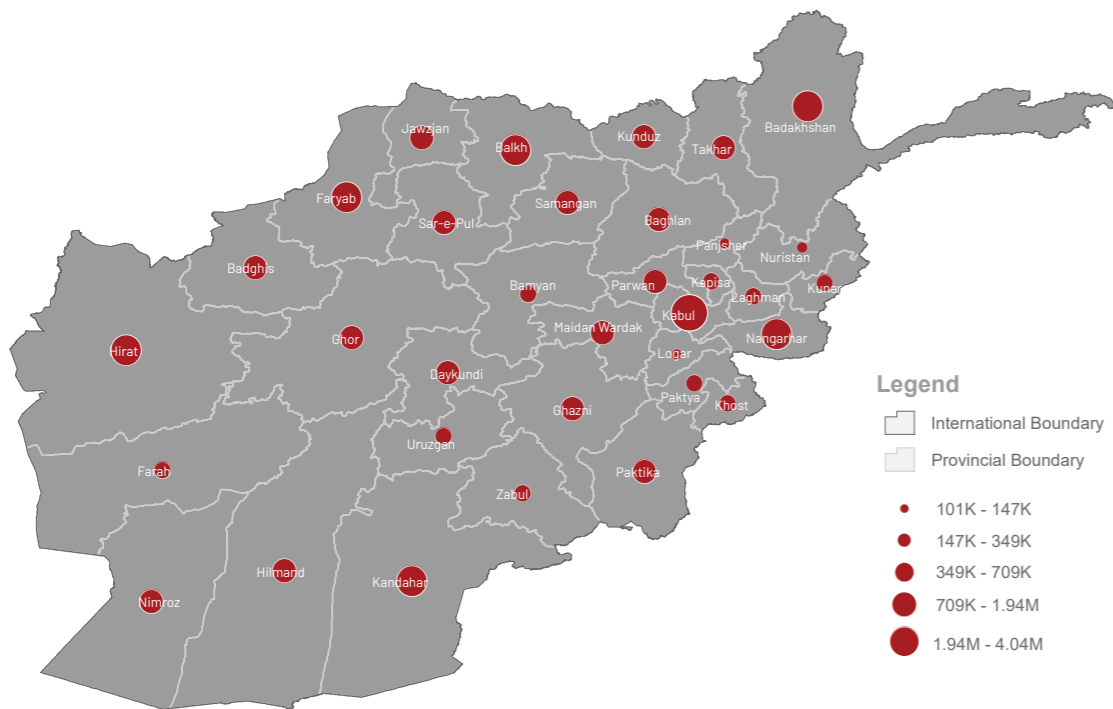 Badakhshan
Jawzjan
Kunduz
Balkh
Takhar
Faryab
Samangan
Sar-e-Pul
Baghlan
Panjsher
Nuristan
Badghis
Bamyan
Parwan
Kapisa
Kunar
Laghman
Kabul
Maidan Wardak
Nangarhar
Ghor
Hirat
Logar
Daykundi
Paktya
Khost
Ghazni
Uruzgan
Farah
Paktika
Zabul
Hilmand
Kandahar
Nimroz
Legend
International Boundary
Provincial Boundary
101K - 147K
147K - 349K
349K - 709K
709K - 1.94M
1.94M - 4.04M